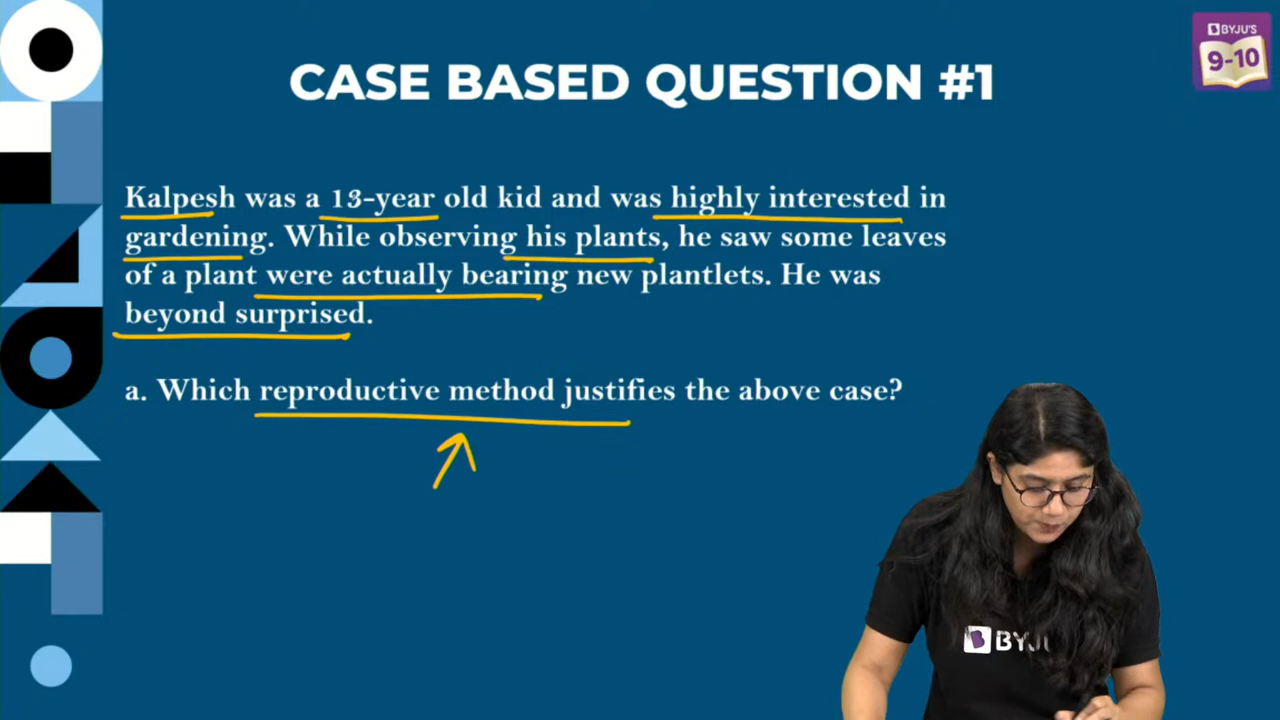 BYJU'S
9-10
CASE BASED QUESTION #1
Kalpesh was a 13-year old kid and was highly interested in
gardening. While observing his plants, he saw some leaves
of a plant were actually bearing new plantlets. He was
beyond surprised.
a. Which reproductive method justifies the above case?